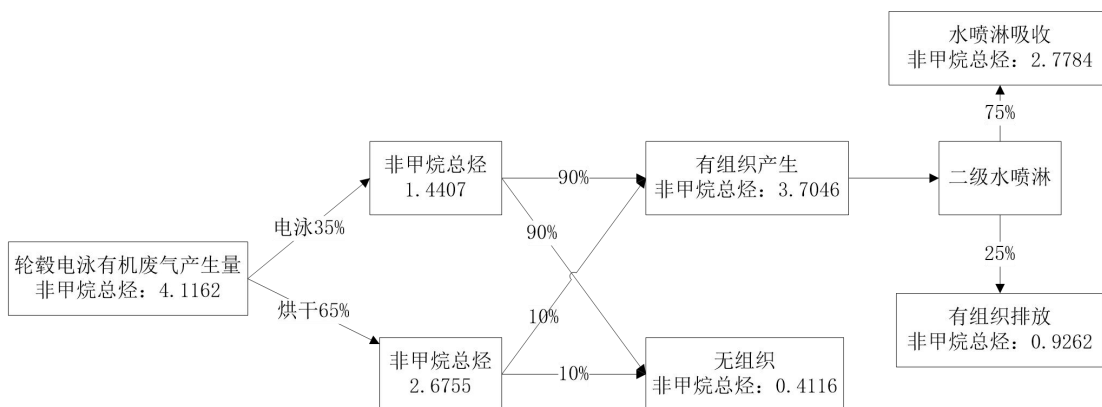 水喷淋吸收
非甲烷总烃：2.7784
75%
非甲烷总烃
1.4407
90%
有组织产生
非甲烷总烃：3.7046
二级水喷淋
电泳35%
90%
25%
轮毂电泳有机废气产生量
非甲烷总烃：4.1162
烘干65%
10%
有组织排放
非甲烷总烃：0.9262
非甲烷总烃
2.6755
10%
无组织
非甲烷总烃：0.4116